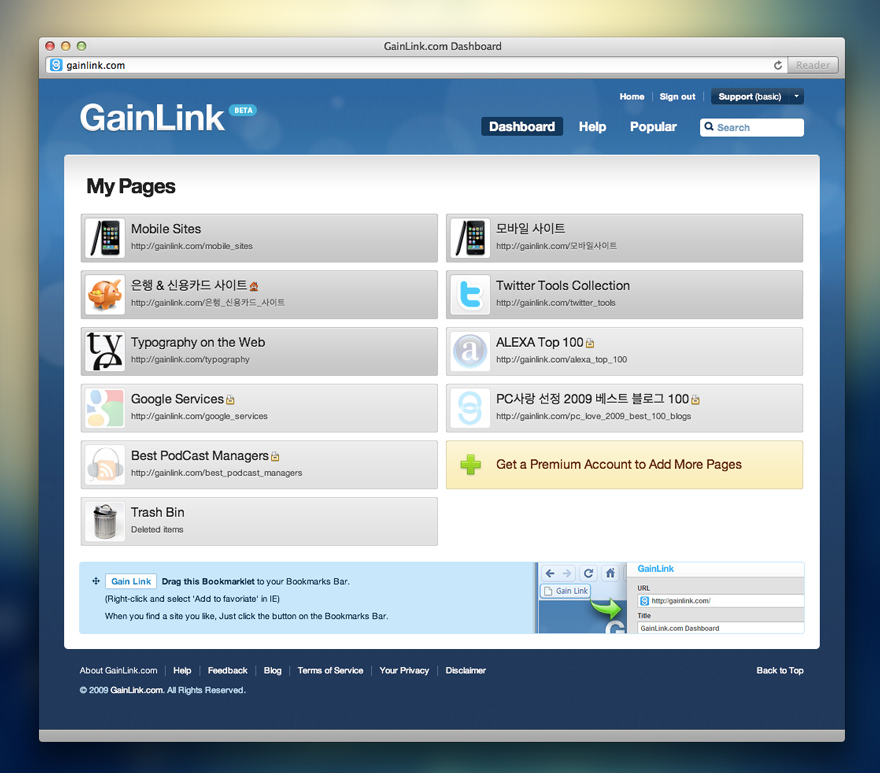 GainLink.com Dashboard
gainlink.com
Reader
Home
Sign out
Support (basic)
GainLink
BETA
Dashboard
Help
Popular
Search
My Pages
Mobile Sites
http://gainlink.com/mobile_sites
모바일 사이트
http://gainlink.com/모바일사이트
은행 & 신용카드 사이트
http://gainlink.com/은행_신용카드_사이트
Twitter Tools Collection
http://gainlink.com/twitter_tools
Typography on the Web
http://gainlink.com/typography
ALEXA Top 100
http://gainlink.com/alexa_top_100
Google Services
http://gainlink.com/google_services
PC사랑 선정 2009 베스트 블로그 100
http://gainlink.com/pc_love_2009_best_100_blogs
Best PodCast Managers
http://gainlink.com/best_podcast_managers
Get a Premium Account to Add More Pages
Trash Bin
Deleted items
Gain Link
Drag this Bookmarklet to your Bookmarks Bar.
(Right-click and select 'Add to favoriate' in IE)
When you find a site you like, Just click the button on the Bookmarks Bar.
Gain Link
GainLink
URL
http://gainlink.com/
Title
GainLink.com Dashboard
About GainLink.com
Help
Feedback
Blog
Terms of Service
Your Privacy
Disclaimer
Back to Top
© 2009 GainLink.com. All Rights Reserved.